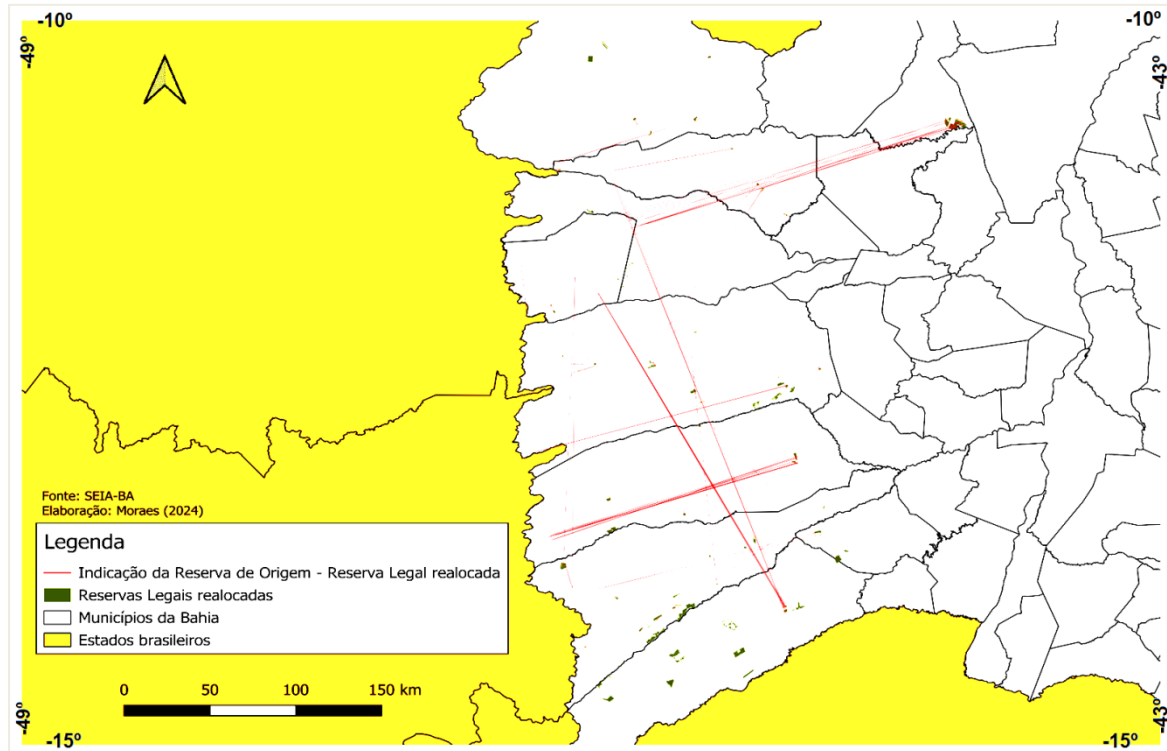 -10º
-10º
-49º
-43º
Fonte: SEIA-BA
Elaboração: Moraes (2024)
Legenda
Indicação da Reserva de Origem - Reserva Legal realocada
Reservas Legais realocadas
Municípios da Bahia
Estados brasileiros
0 50 100 150 km
-49º
-43º
-15º
-15º